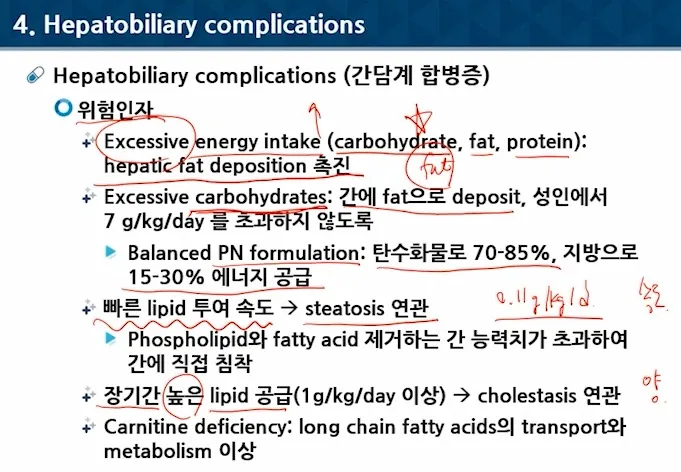 4. Hepatobiliary complications
Hepatobiliary complications (간담계 합병증)
위험인자
Excessive energy intake (carbohydrate, fat, protein):
hepatic fat deposition 촉진
fat
Excessive carbohydrates: 간에 fat으로 deposit, 성인에서
7 g/kg/day 를 초과하지 않도록
Balanced PN formulation: 탄수화물로 70-85%, 지방으로
15-30% 에너지 공급
빠른 lipid 투여 속도 → steatosis 연관
0.11g/kg/d.
속도
Phospholipid와 fatty acid 제거하는 간 능력치가 초과하여
간에 직접 침착
장기간 높은 lipid 공급(1g/kg/day 이상) → cholestasis 연관
양
Carnitine deficiency: long chain fatty acids의 transport와
metabolism 이상